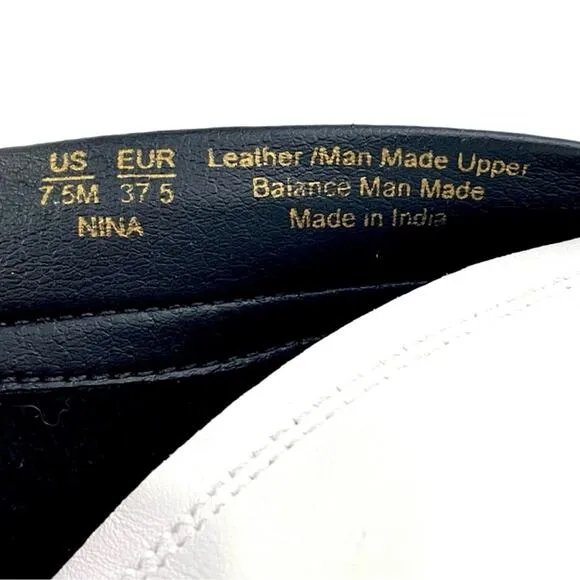 US EUR Leather /Man Made Upper
7.5M 37 5 Balance Man Made
NINA Made in India